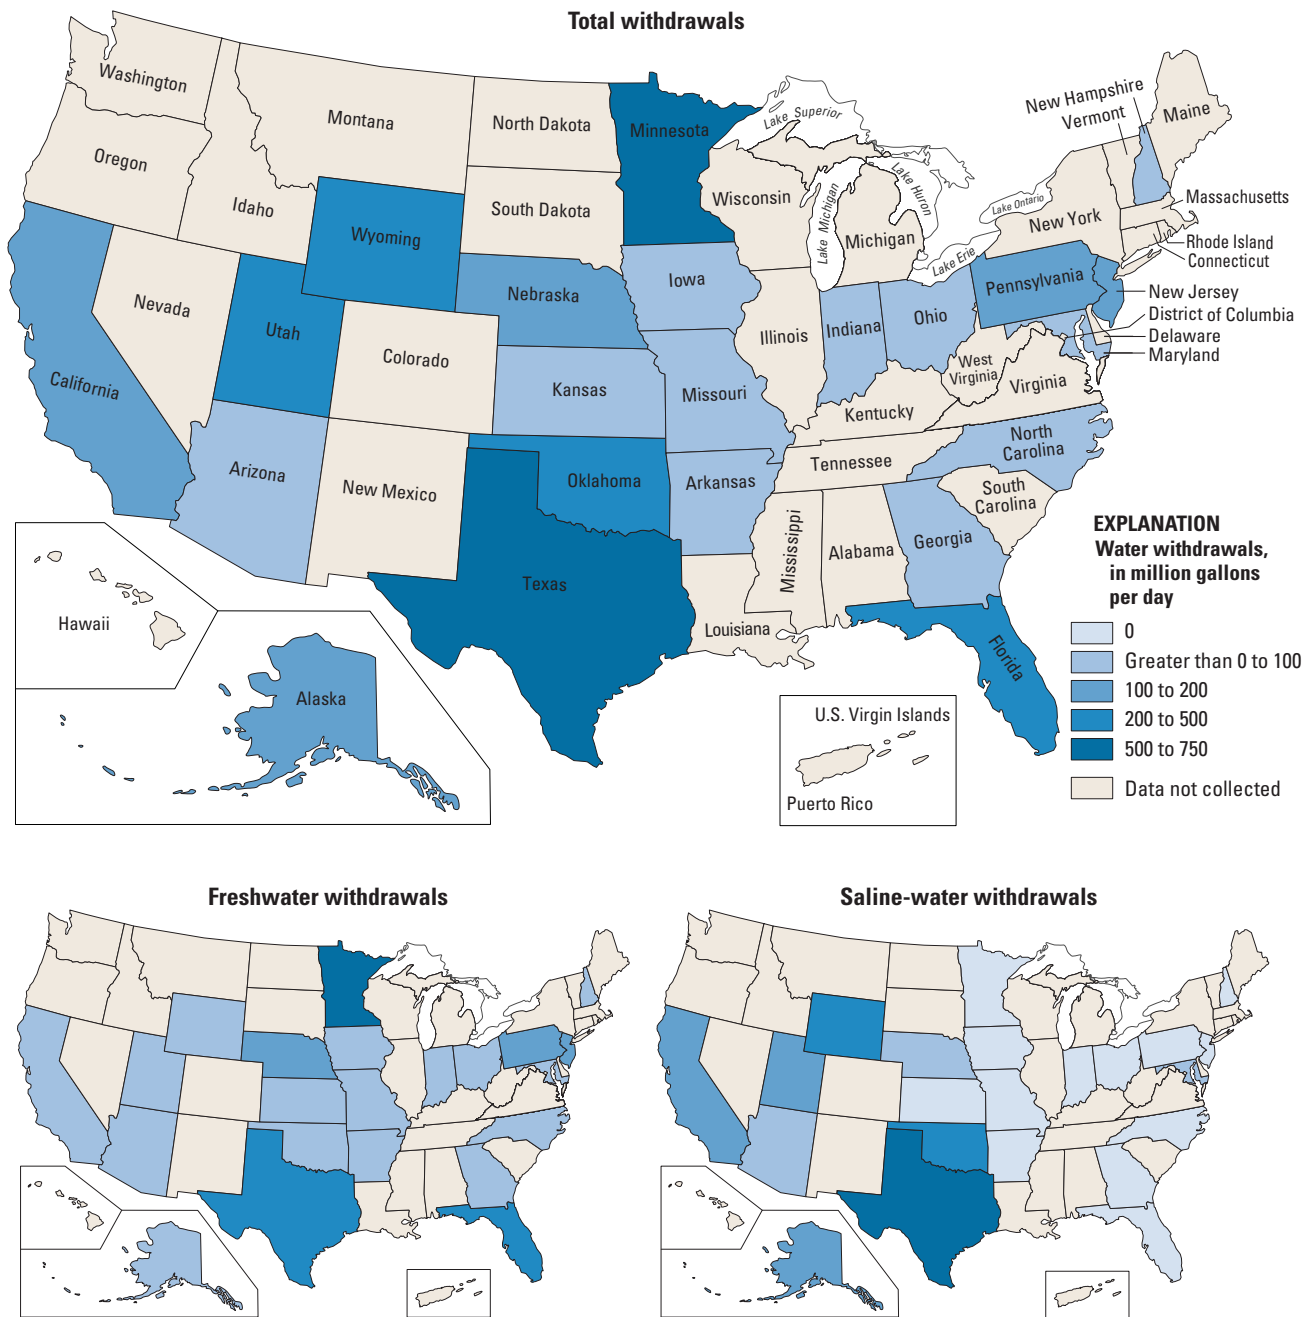 Total withdrawals
Washington
Oregon
Idaho
Montana
North Dakota
South Dakota
Minnesota
Wisconsin
Lake Superior
Lake Michigan
Lake Huron
Michigan
Lake Erie
Lake Ontario
New York
New Hampshire
Vermont
Maine
Massachusetts
Rhode Island
Connecticut
New Jersey
District of Columbia
Delaware
Maryland
Pennsylvania
Wyoming
Nebraska
Iowa
Illinois
Indiana
Ohio
West
Virginia
Virginia
Nevada
Utah
Colorado
Kansas
Missouri
Kentucky
California
Arizona
New Mexico
Oklahoma
Arkansas
Tennessee
North
Carolina
South
Carolina
Texas
Louisiana
Mississippi
Alabama
Georgia
Florida
Hawaii
Alaska
U.S. Virgin Islands
Puerto Rico
EXPLANATION
Water withdrawals,
in million gallons
per day
0
Greater than 0 to 100
100 to 200
200 to 500
500 to 750
Data not collected
Freshwater withdrawals
Saline-water withdrawals